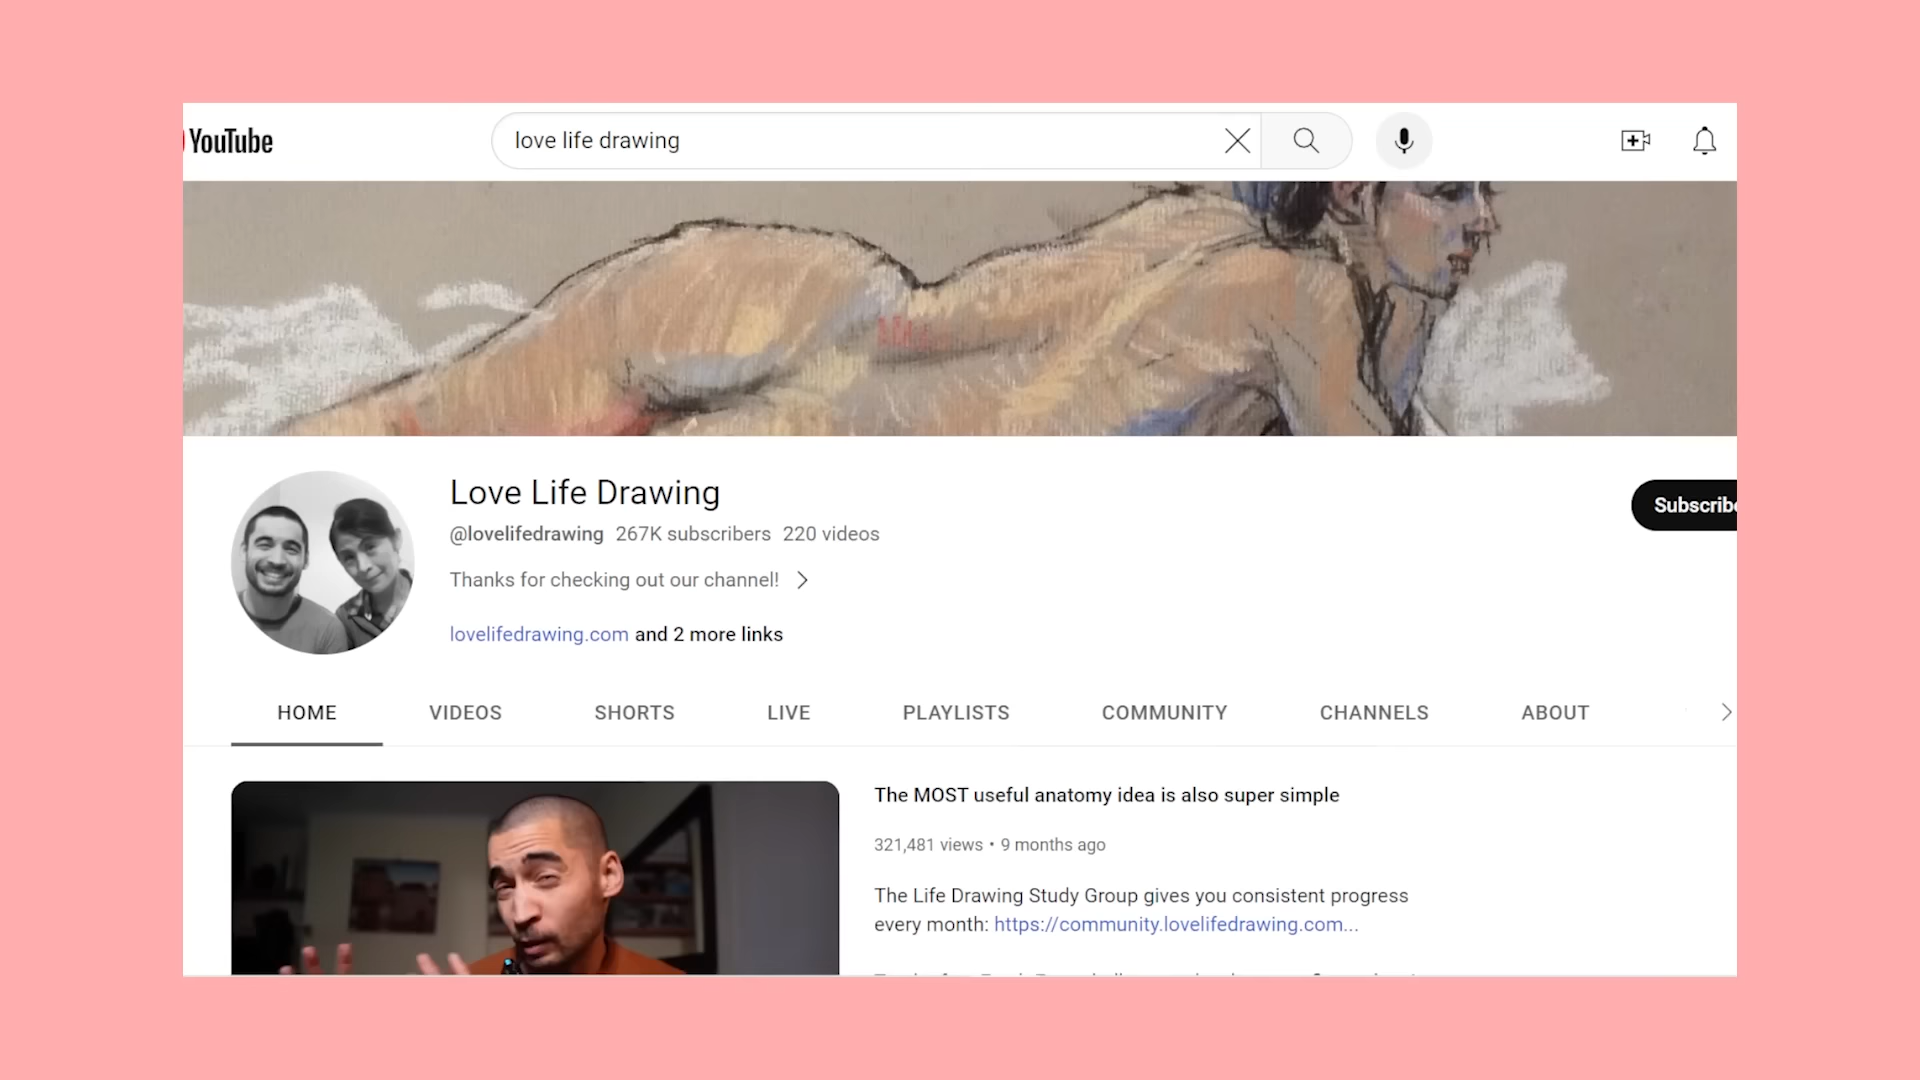 YouTube
love life drawing
Love Life Drawing
@lovelifedrawing 267K subscribers 220 videos
Thanks for checking out our channel!
lovelifedrawing.com and 2 more links
Subscribe
HOME VIDEOS SHORTS LIVE PLAYLISTS COMMUNITY CHANNELS ABOUT
The MOST useful anatomy idea is also super simple
321,481 views • 9 months ago
The Life Drawing Study Group gives you consistent progress
every month: https://community.lovelifedrawing.com...